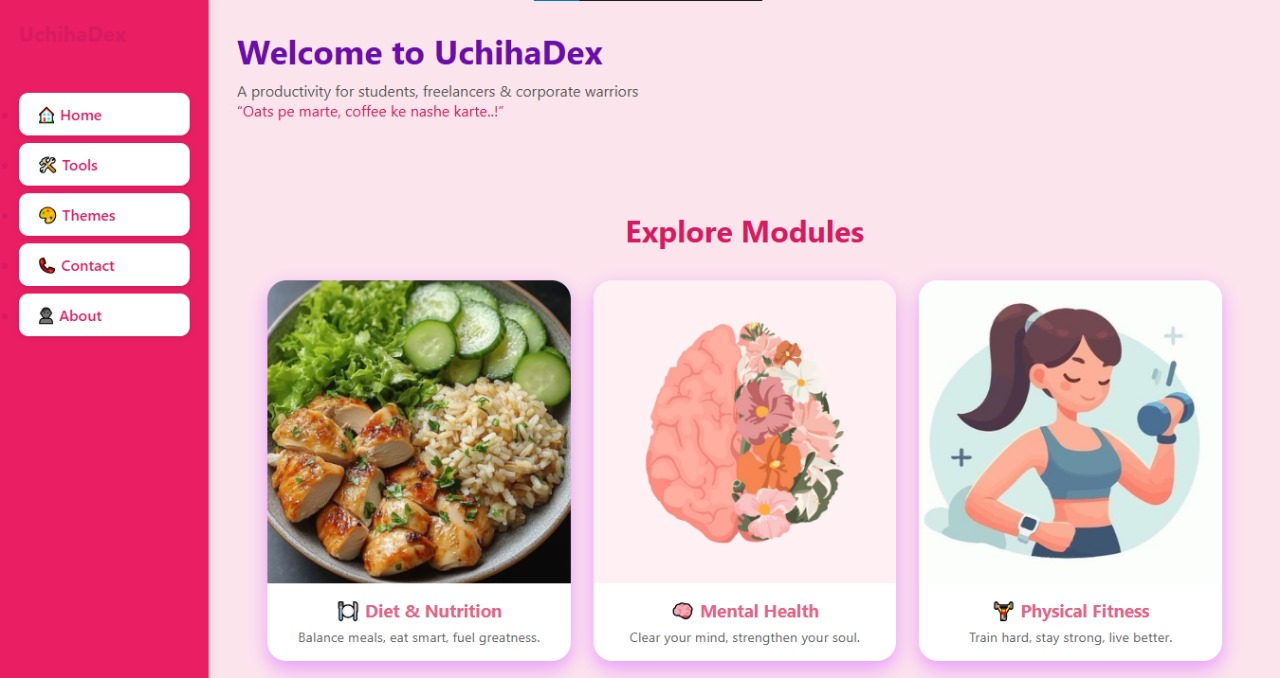 UchihaDex
🏠 Home
🛠 Tools
🎨 Themes
📞 Contact
👤 About
Welcome to UchihaDex
A productivity for students, freelancers & corporate warriors
“Oats pe marte, coffee ke nashe karte..!”
Explore Modules
🍽 Diet & Nutrition
Balance meals, eat smart, fuel greatness.
🧠 Mental Health
Clear your mind, strengthen your soul.
🏋 Physical Fitness
Train hard, stay strong, live better.